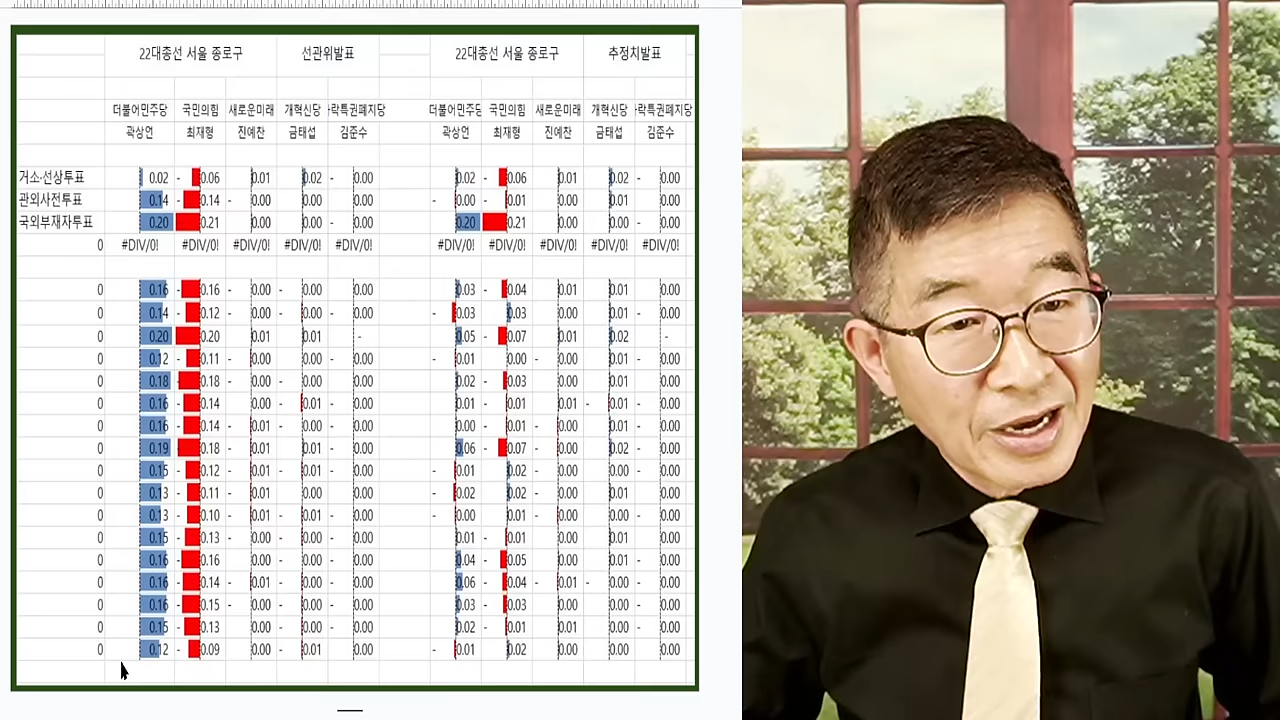 22대총선 서울 종로구 선관위발표 22대총선 서울 종로구 추정치발표
더불어민주당 국민의힘 새로운미래 개혁신당 락특권폐지당 더불어민주당 국민의힘 새로운미래 개혁신당 락특권폐지당
곽상언 최재형 진예찬 금태섭 김준수 곽상언 최재형 진예찬 금태섭 김준수
거소·선상투표 0.02 - 0.06 0.01 0.02 - 0.00 0.02 - 0.06 0.01 0.02 - 0.00
관외사전투표 0.14 - 0.14 - 0.00 0.00 0.00 - 0.00 - 0.01 0.00 0.00 0.00
국외부재자투표 0.20 0.21 0.00 0.00 - 0.00 0.20 0.21 0.00 0.00 - 0.00
0 #DIV/0! #DIV/0! #DIV/0! #DIV/0! #DIV/0! #DIV/0! #DIV/0! #DIV/0! #DIV/0! #DIV/0!
0 0.16 - 0.16 - 0.00 - 0.00 - 0.00 0.03 - 0.04 0.01 0.01 0.00
0 0.14 - 0.12 - 0.00 - 0.01 - 0.00 - 0.03 0.03 0.00 0.00 0.00
0 0.20 0.20 0.01 0.01 - 0.05 - 0.07 0.01 0.02 -
0 0.12 - 0.11 - 0.00 - 0.00 - 0.00 - 0.01 0.00 - 0.00 0.01 0.00
0 0.18 - 0.18 - 0.00 - 0.00 - 0.00 0.02 - 0.03 0.00 0.01 0.00
0 0.16 - 0.14 0.00 - 0.01 - 0.00 0.01 - 0.01 0.01 - 0.01 0.00
0 0.16 - 0.14 - 0.01 - 0.00 - 0.00 0.00 - 0.00 - 0.00 0.00 0.00
0 0.19 0.18 - 0.01 0.01 - 0.00 0.06 - 0.07 0.00 0.02 0.00
0 0.15 - 0.12 - 0.01 - 0.01 - 0.00 - 0.01 0.02 - 0.00 0.00 0.00
0 0.13 - 0.11 - 0.01 0.00 - 0.00 - 0.02 0.02 - 0.00 0.01 0.00
0 0.13 - 0.10 - 0.01 - 0.01 - 0.00 - 0.00 0.01 - 0.00 0.00 0.00
0 0.15 - 0.13 - 0.00 - 0.01 - 0.00 0.01 - 0.01 0.00 0.00 0.00
0 0.16 - 0.16 - 0.00 0.00 - 0.00 0.04 - 0.05 0.00 0.01 0.00
0 0.16 - 0.14 - 0.01 - 0.01 - 0.00 0.06 - 0.04 - 0.01 - 0.00 0.00
0 0.16 - 0.15 - 0.00 - 0.00 - 0.00 0.03 - 0.03 0.00 0.00 0.00
0 0.15 - 0.13 0.00 - 0.00 - 0.00 0.02 - 0.01 0.01 0.00 0.00
0 0.12 - 0.09 0.00 - 0.01 0.00 - 0.01 0.02 0.00 0.00 0.00